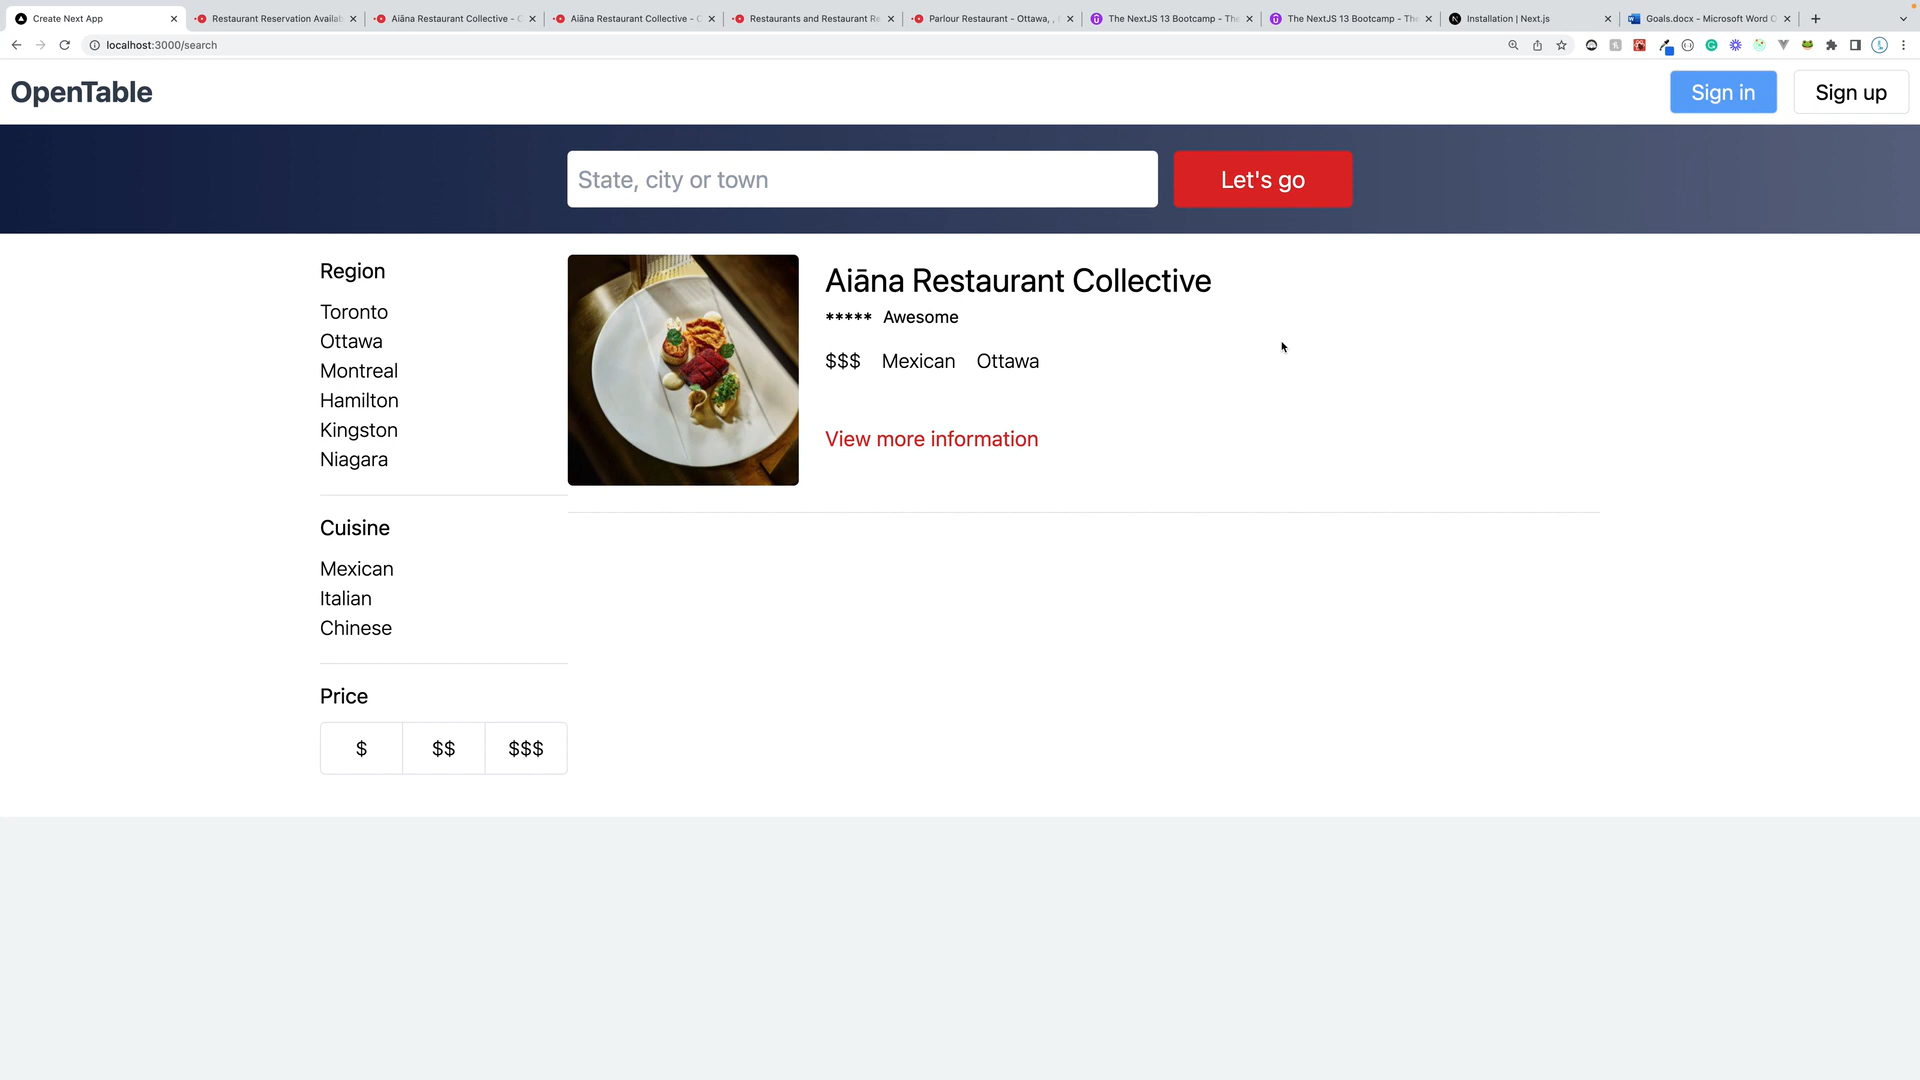 Create Next App
Restaurant Reservation Availab
Aiāna Restaurant Collective - C
Aiāna Restaurant Collective - C
Restaurants and Restaurant Re
Parlour Restaurant - Ottawa, ,
The NextJS 13 Bootcamp - The
The NextJS 13 Bootcamp - The
Installation | Next.js
Goals.docx - Microsoft Word O
localhost:3000/search
OpenTable
Sign in
Sign up
State, city or town
Let's go
Region
Toronto
Ottawa
Montreal
Hamilton
Kingston
Niagara
Cuisine
Mexican
Italian
Chinese
Price
$ $$ $$$
Aiāna Restaurant Collective
***** Awesome
$$$ Mexican Ottawa
View more information